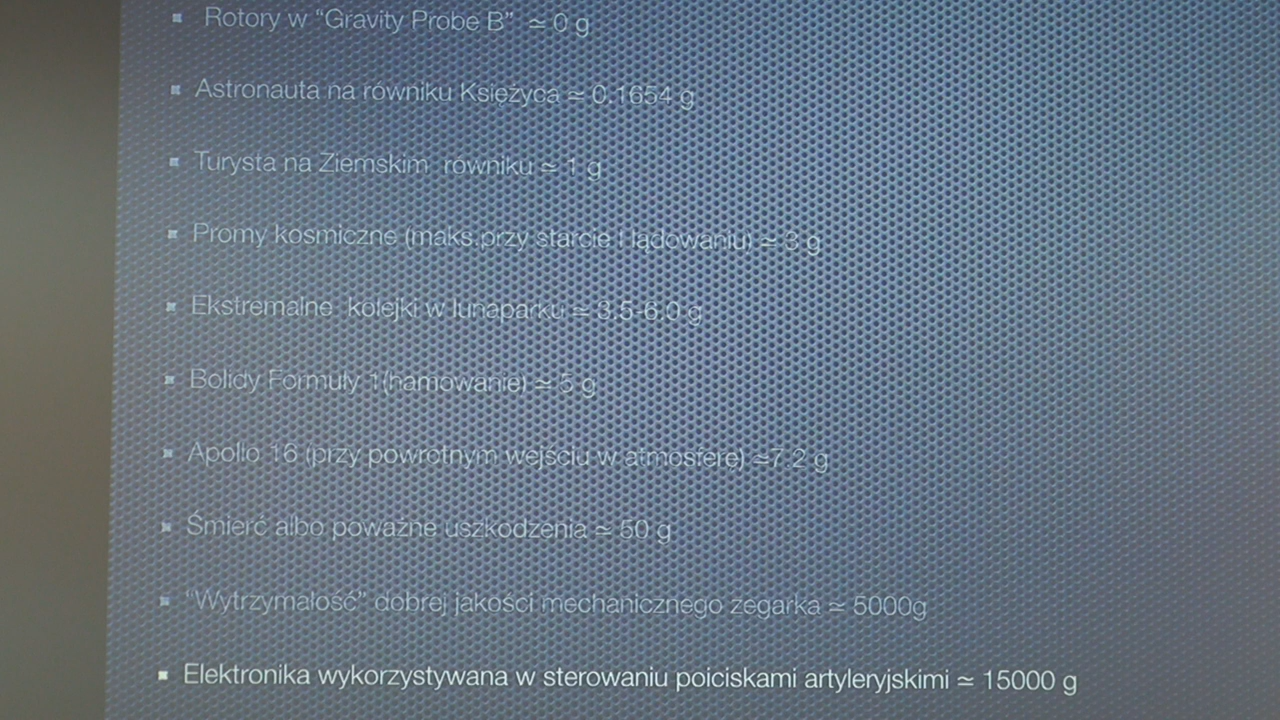 ▪ Rotory w “Gravity Probe B” ≃ 0 g
▪ Astronauta na równiku Księżyca ≃ 0.1654 g
▪ Turysta na Ziemskim równiku ≃ 1 g
▪ Promy kosmiczne (maks.przy starcie i lądowaniu) ≃ 3 g
▪ Ekstremalne kolejki w lunaparku ≃ 3.5-6.0 g
▪ Bolidy Formuły 1(hamowanie) ≃ 5 g
▪ Apollo 16 (przy powrotnym wejściu w atmosferę) ≃7.2 g
▪ Śmierć albo poważne uszkodzenia ≃ 50 g
▪ “Wytrzymałość” dobrej jakości mechanicznego zegarka ≃ 5000g
▪ Elektronika wykorzystywana w sterowaniu poiciskami artyleryjskimi ≃ 15000 g